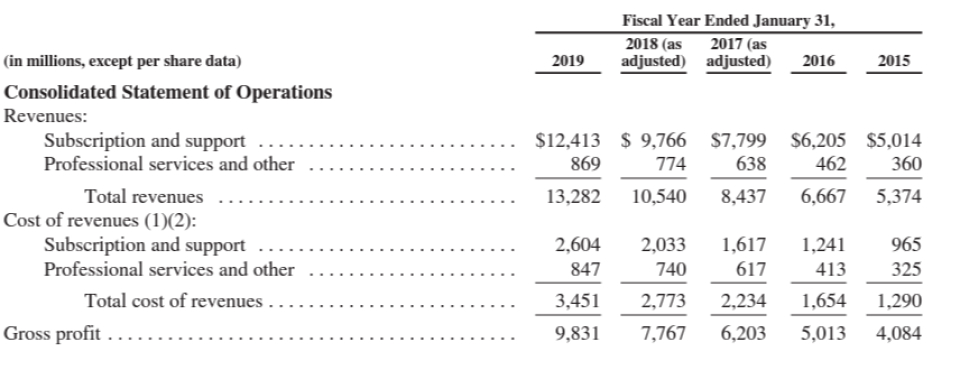 Fiscal Year Ended January 31,
(in millions, except per share data) 2019 2018 (as adjusted) 2017 (as adjusted) 2016 2015
Consolidated Statement of Operations
Revenues:
Subscription and support . . . . . . . . . . . . . . . . . . . . . . . . . . $12,413 $ 9,766 $7,799 $6,205 $5,014
Professional services and other . . . . . . . . . . . . . . . . . . . . . 869 774 638 462 360
Total revenues . . . . . . . . . . . . . . . . . . . . . . . . . . . . . . 13,282 10,540 8,437 6,667 5,374
Cost of revenues (1)(2):
Subscription and support . . . . . . . . . . . . . . . . . . . . . . . . . . 2,604 2,033 1,617 1,241 965
Professional services and other . . . . . . . . . . . . . . . . . . . . . 847 740 617 413 325
Total cost of revenues . . . . . . . . . . . . . . . . . . . . . . . . . 3,451 2,773 2,234 1,654 1,290
Gross profit . . . . . . . . . . . . . . . . . . . . . . . . . . . . . . . . . . . . . . . . . 9,831 7,767 6,203 5,013 4,084